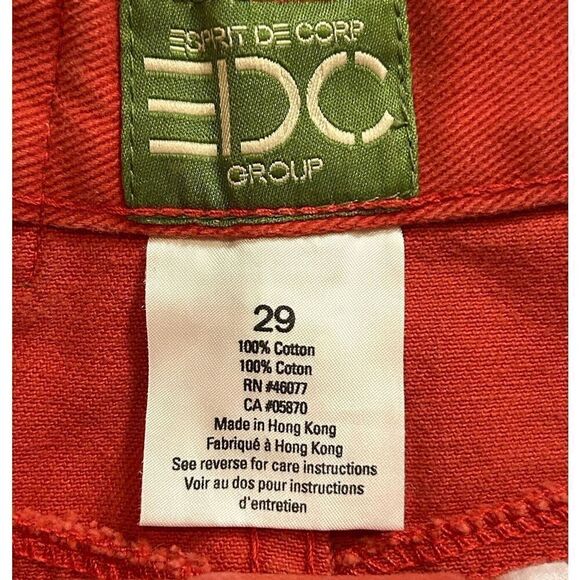 ESPRIT DE CORP
EDC
GROUP
29
100% Cotton
100% Coton
RN #46077
CA #05870
Made in Hong Kong
Fabriqué à Hong Kong
See reverse for care instructions
Voir au dos pour instructions
d'entretien